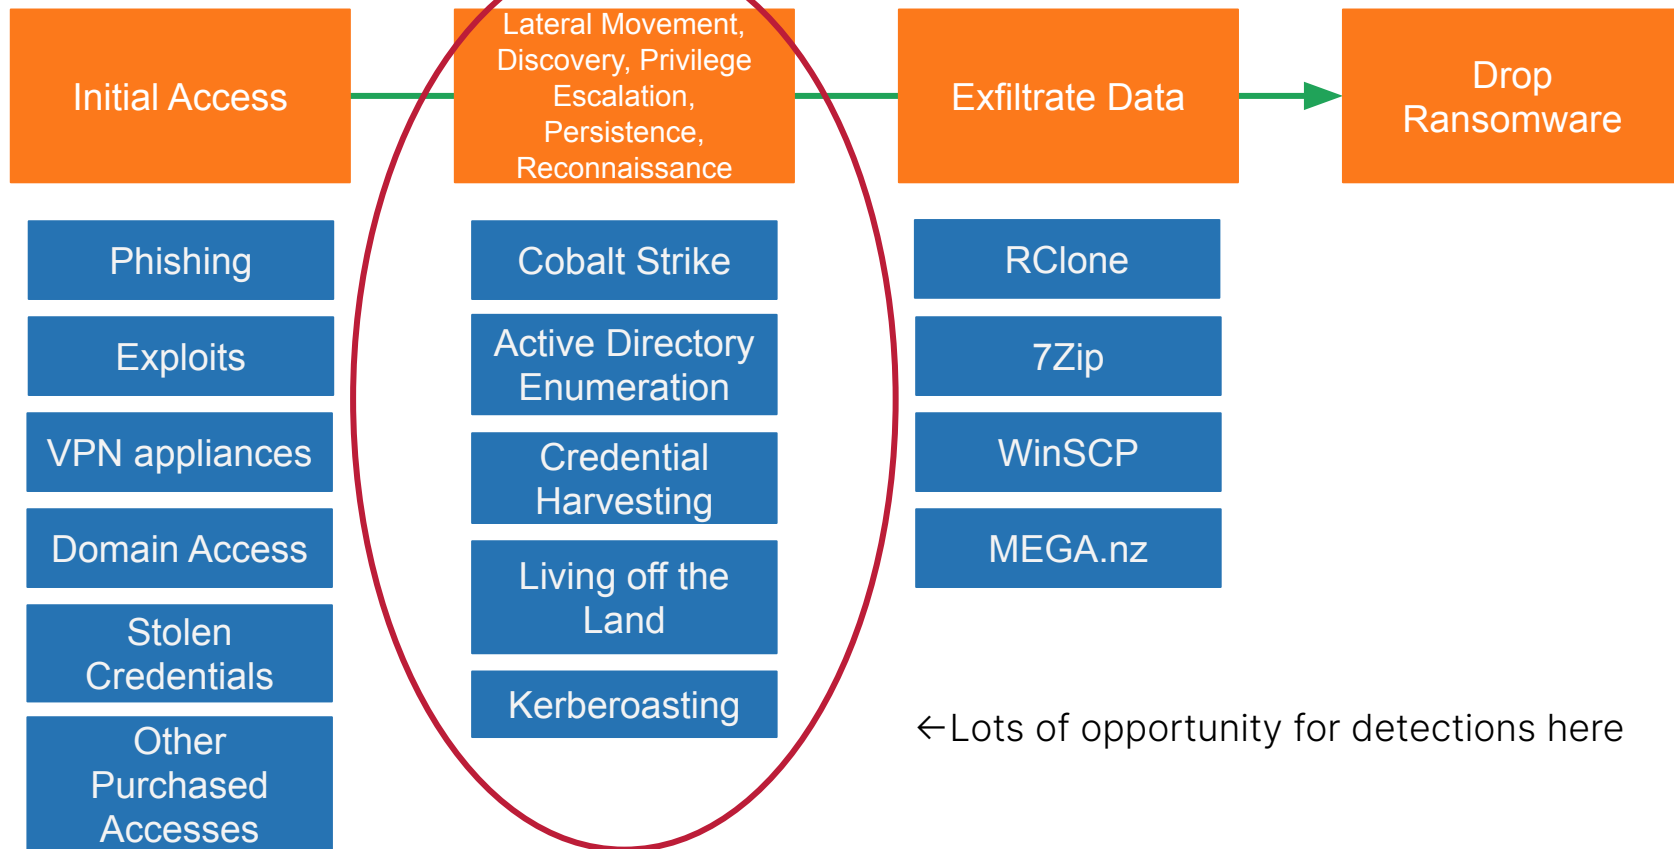 Initial Access
Lateral Movement,
Discovery, Privilege
Escalation,
Persistence,
Reconnaissance
Exfiltrate Data
Drop
Ransomware
Phishing
Exploits
VPN appliances
Domain Access
Stolen
Credentials
Other
Purchased
Accesses
Cobalt Strike
Active Directory
Enumeration
Credential
Harvesting
Living off the
Land
Kerberoasting
RClone
7Zip
WinSCP
MEGA.nz
←Lots of opportunity for detections here